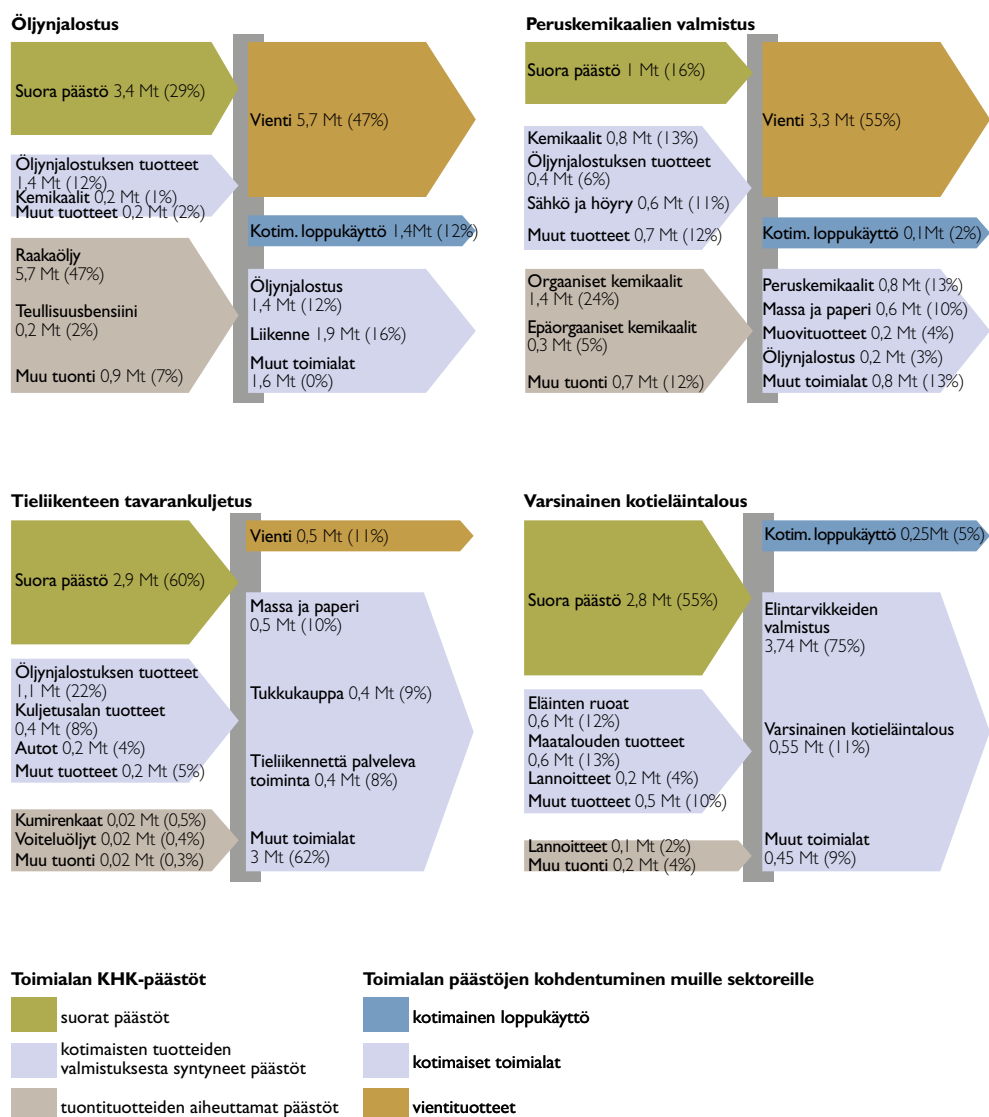 Öljynjalostus
Suora päästö 3,4 Mt (29%)
Öljynjalostuksen tuotteet
1,4 Mt (12%)
Kemikaalit 0,2 Mt (1%)
Muut tuotteet 0,2 Mt (2%)
Raakaöljy
5,7 Mt (47%)
Teullisuusbensiini
0,2 Mt (2%)
Muu tuonti 0,9 Mt (7%)
Vienti 5,7 Mt (47%)
Kotim. loppukäyttö 1,4Mt (12%)
Öljynjalostus
1,4 Mt (12%)
Liikenne 1,9 Mt (16%)
Muut toimialat
1,6 Mt (0%)
Peruskemikaalien valmistus
Suora päästö 1 Mt (16%)
Kemikaalit 0,8 Mt (13%)
Öljynjalostuksen tuotteet
0,4 Mt (6%)
Sähkö ja höyry 0,6 Mt (11%)
Muut tuotteet 0,7 Mt (12%)
Orgaaniset kemikaalit
1,4 Mt (24%)
Epäorgaaniset kemikaalit
0,3 Mt (5%)
Muu tuonti 0,7 Mt (12%)
Vienti 3,3 Mt (55%)
Kotim. loppukäyttö 0,1Mt (2%)
Peruskemikaalit 0,8 Mt (13%)
Massa ja paperi 0,6 Mt (10%)
Muovituotteet 0,2 Mt (4%)
Öljynjalostus 0,2 Mt (3%)
Muut toimialat 0,8 Mt (13%)
Tieliikenteen tavarankuljetus
Suora päästö 2,9 Mt (60%)
Öljynjalostuksen tuotteet
1,1 Mt (22%)
Kuljetusalan tuotteet
0,4 Mt (8%)
Autot 0,2 Mt (4%)
Muut tuotteet 0,2 Mt (5%)
Kumirenkaat 0,02 Mt (0,5%)
Voiteluöljyt 0,02 Mt (0,4%)
Muu tuonti 0,02 Mt (0,3%)
Vienti 0,5 Mt (11%)
Massa ja paperi
0,5 Mt (10%)
Tukkukauppa 0,4 Mt (9%)
Tieliikennettä palveleva
toiminta 0,4 Mt (8%)
Muut toimialat
3 Mt (62%)
Varsinainen kotieläintalous
Suora päästö 2,8 Mt (55%)
Eläinten ruoat
0,6 Mt (12%)
Maatalouden tuotteet
0,6 Mt (13%)
Lannoitteet 0,2 Mt (4%)
Muut tuotteet 0,5 Mt (10%)
Lannoitteet 0,1 Mt (2%)
Muu tuonti 0,2 Mt (4%)
Kotim. loppukäyttö 0,25Mt (5%)
Elintarvikkeiden
valmistus
3,74 Mt (75%)
Varsinainen kotieläintalous
0,55 Mt (11%)
Muut toimialat
0,45 Mt (9%)
Toimialan KHK-päästöt
suorat päästöt
kotimaisten tuotteiden
valmistuksesta syntyneet päästöt
tuontituotteiden aiheuttamat päästöt
Toimialan päästöjen kohdentuminen muille sektoreille
kotimainen loppukäyttö
kotimaiset toimialat
vientituotteet